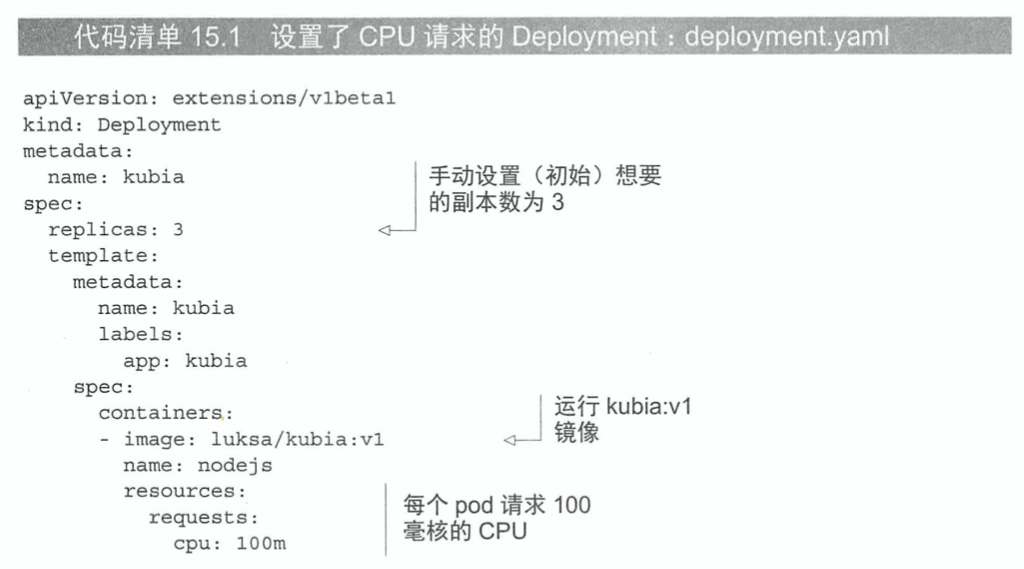 代码清单 15.1 设置了 CPU 请求的 Deployment：deployment.yaml
apiVersion: extensions/v1beta1
kind: Deployment
metadata:
  name: kubia
spec:
  replicas: 3
  template:
    metadata:
      name: kubia
      labels:
        app: kubia
    spec:
      containers:
      - image: luksa/kubia:v1
        name: nodejs
        resources:
          requests:
            cpu: 100m
手动设置（初始）想要
的副本数为 3
运行 kubia:v1
镜像
每个 pod 请求 100
毫核的 CPU